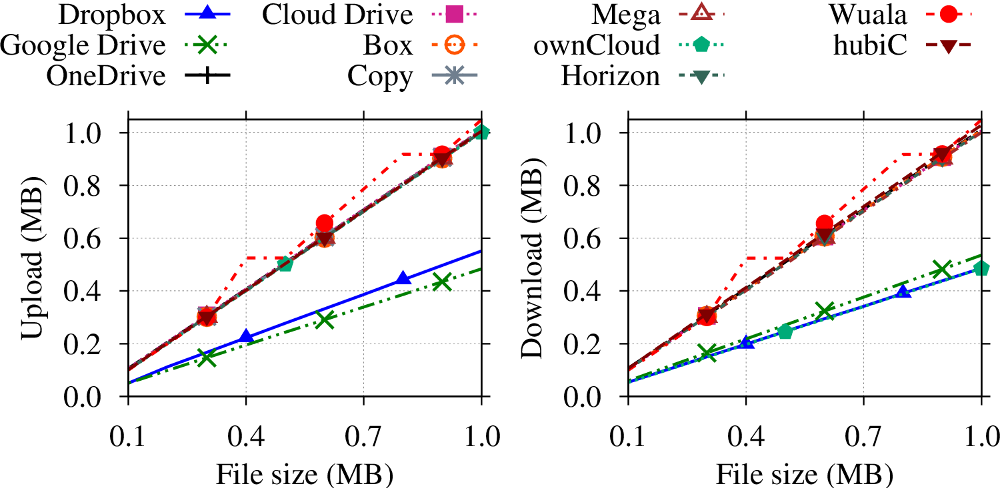 Dropbox Cloud Drive Mega Wuala
Google Drive Box ownCloud hubiC
OneDrive Copy Horizon
Upload (MB)
1.0
0.8
0.6
0.4
0.2
0.0
0.1 0.4 0.7 1.0
File size (MB)
Download (MB)
1.0
0.8
0.6
0.4
0.2
0.0
0.1 0.4 0.7 1.0
File size (MB)